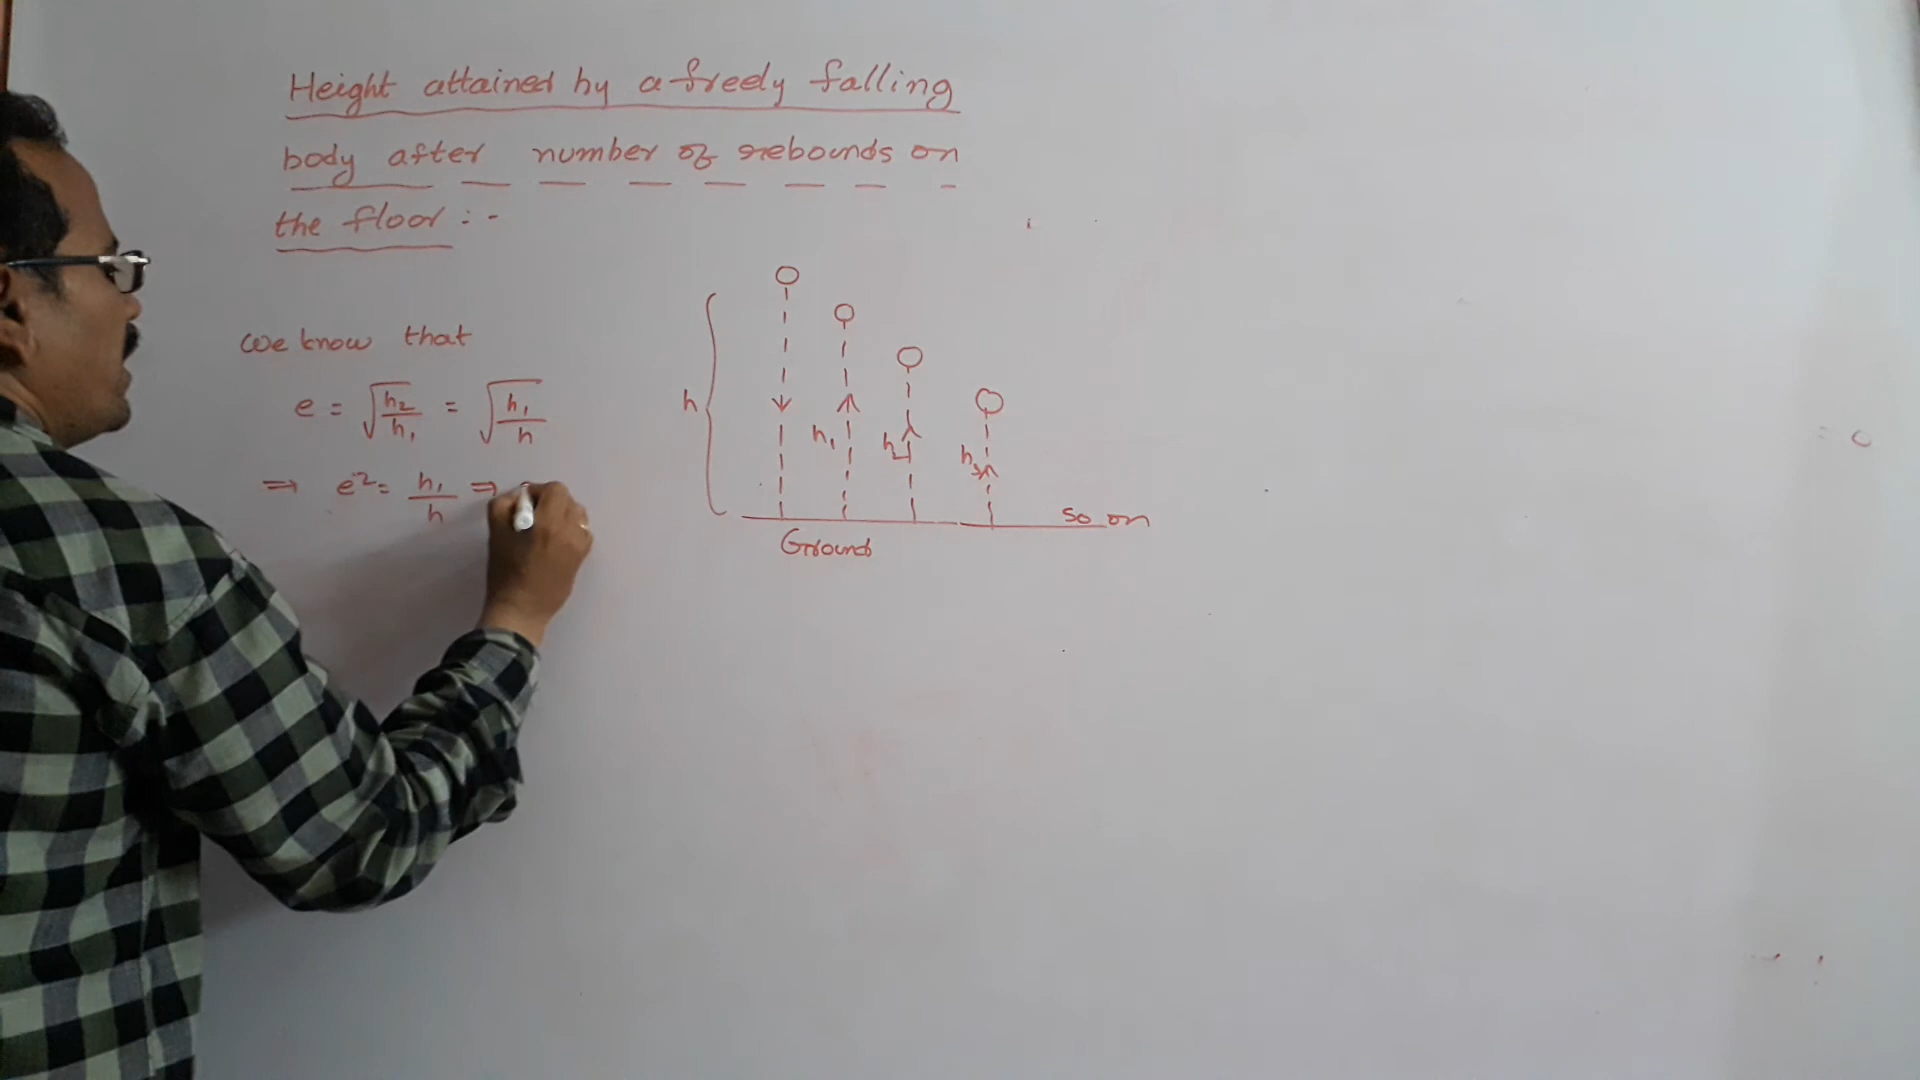 Height attained by a freely falling
body after number of rebounds on
the floor :-
we know that
e = √(h₂/h₁) = √(h₁/h)
⇒ e² = h₁/h ⇒
h
h₁
h₂
h₃
so on
Ground